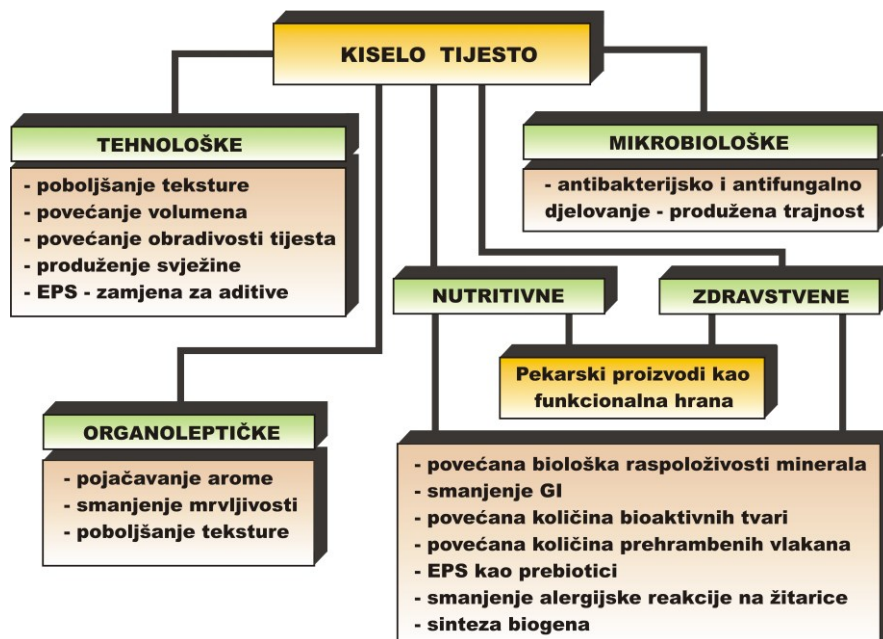 KISELO TIJESTO
TEHNOLOŠKE
- poboljšanje teksture
- povećanje volumena
- povećanje obradivosti tijesta
- produženje svježine
- EPS - zamjena za aditive
MIKROBIOLOŠKE
- antibakterijsko i antifungalno
djelovanje - produžena trajnost
NUTRITIVNE
ZDRAVSTVENE
Pekarski proizvodi kao
funkcionalna hrana
ORGANOLEPTIČKE
- pojačavanje arome
- smanjenje mrvljivosti
- poboljšanje teksture
- povećana biološka raspoloživosti minerala
- smanjenje GI
- povećana količina bioaktivnih tvari
- povećana količina prehrambenih vlakana
- EPS kao prebiotici
- smanjenje alergijske reakcije na žitarice
- sinteza biogena